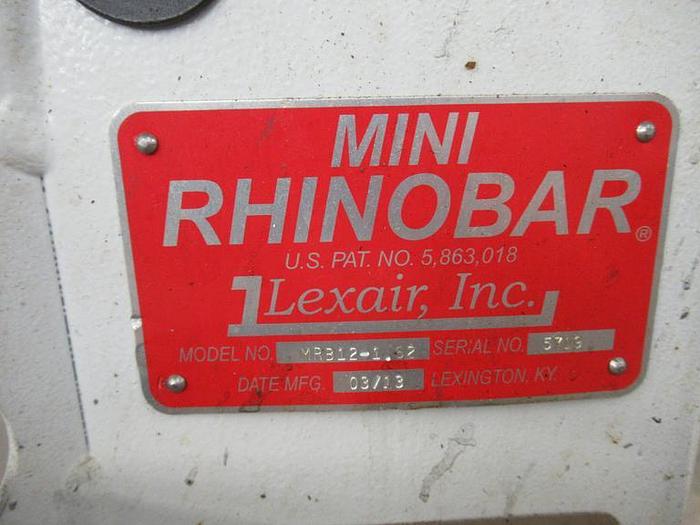 MINI
RHINOBAR®
U.S. PAT. NO. 5,863,018
Lexair, Inc.
MODEL NO. SERIAL NO. 5719
DATE MFG. 03/13 LEXINGTON, KY.